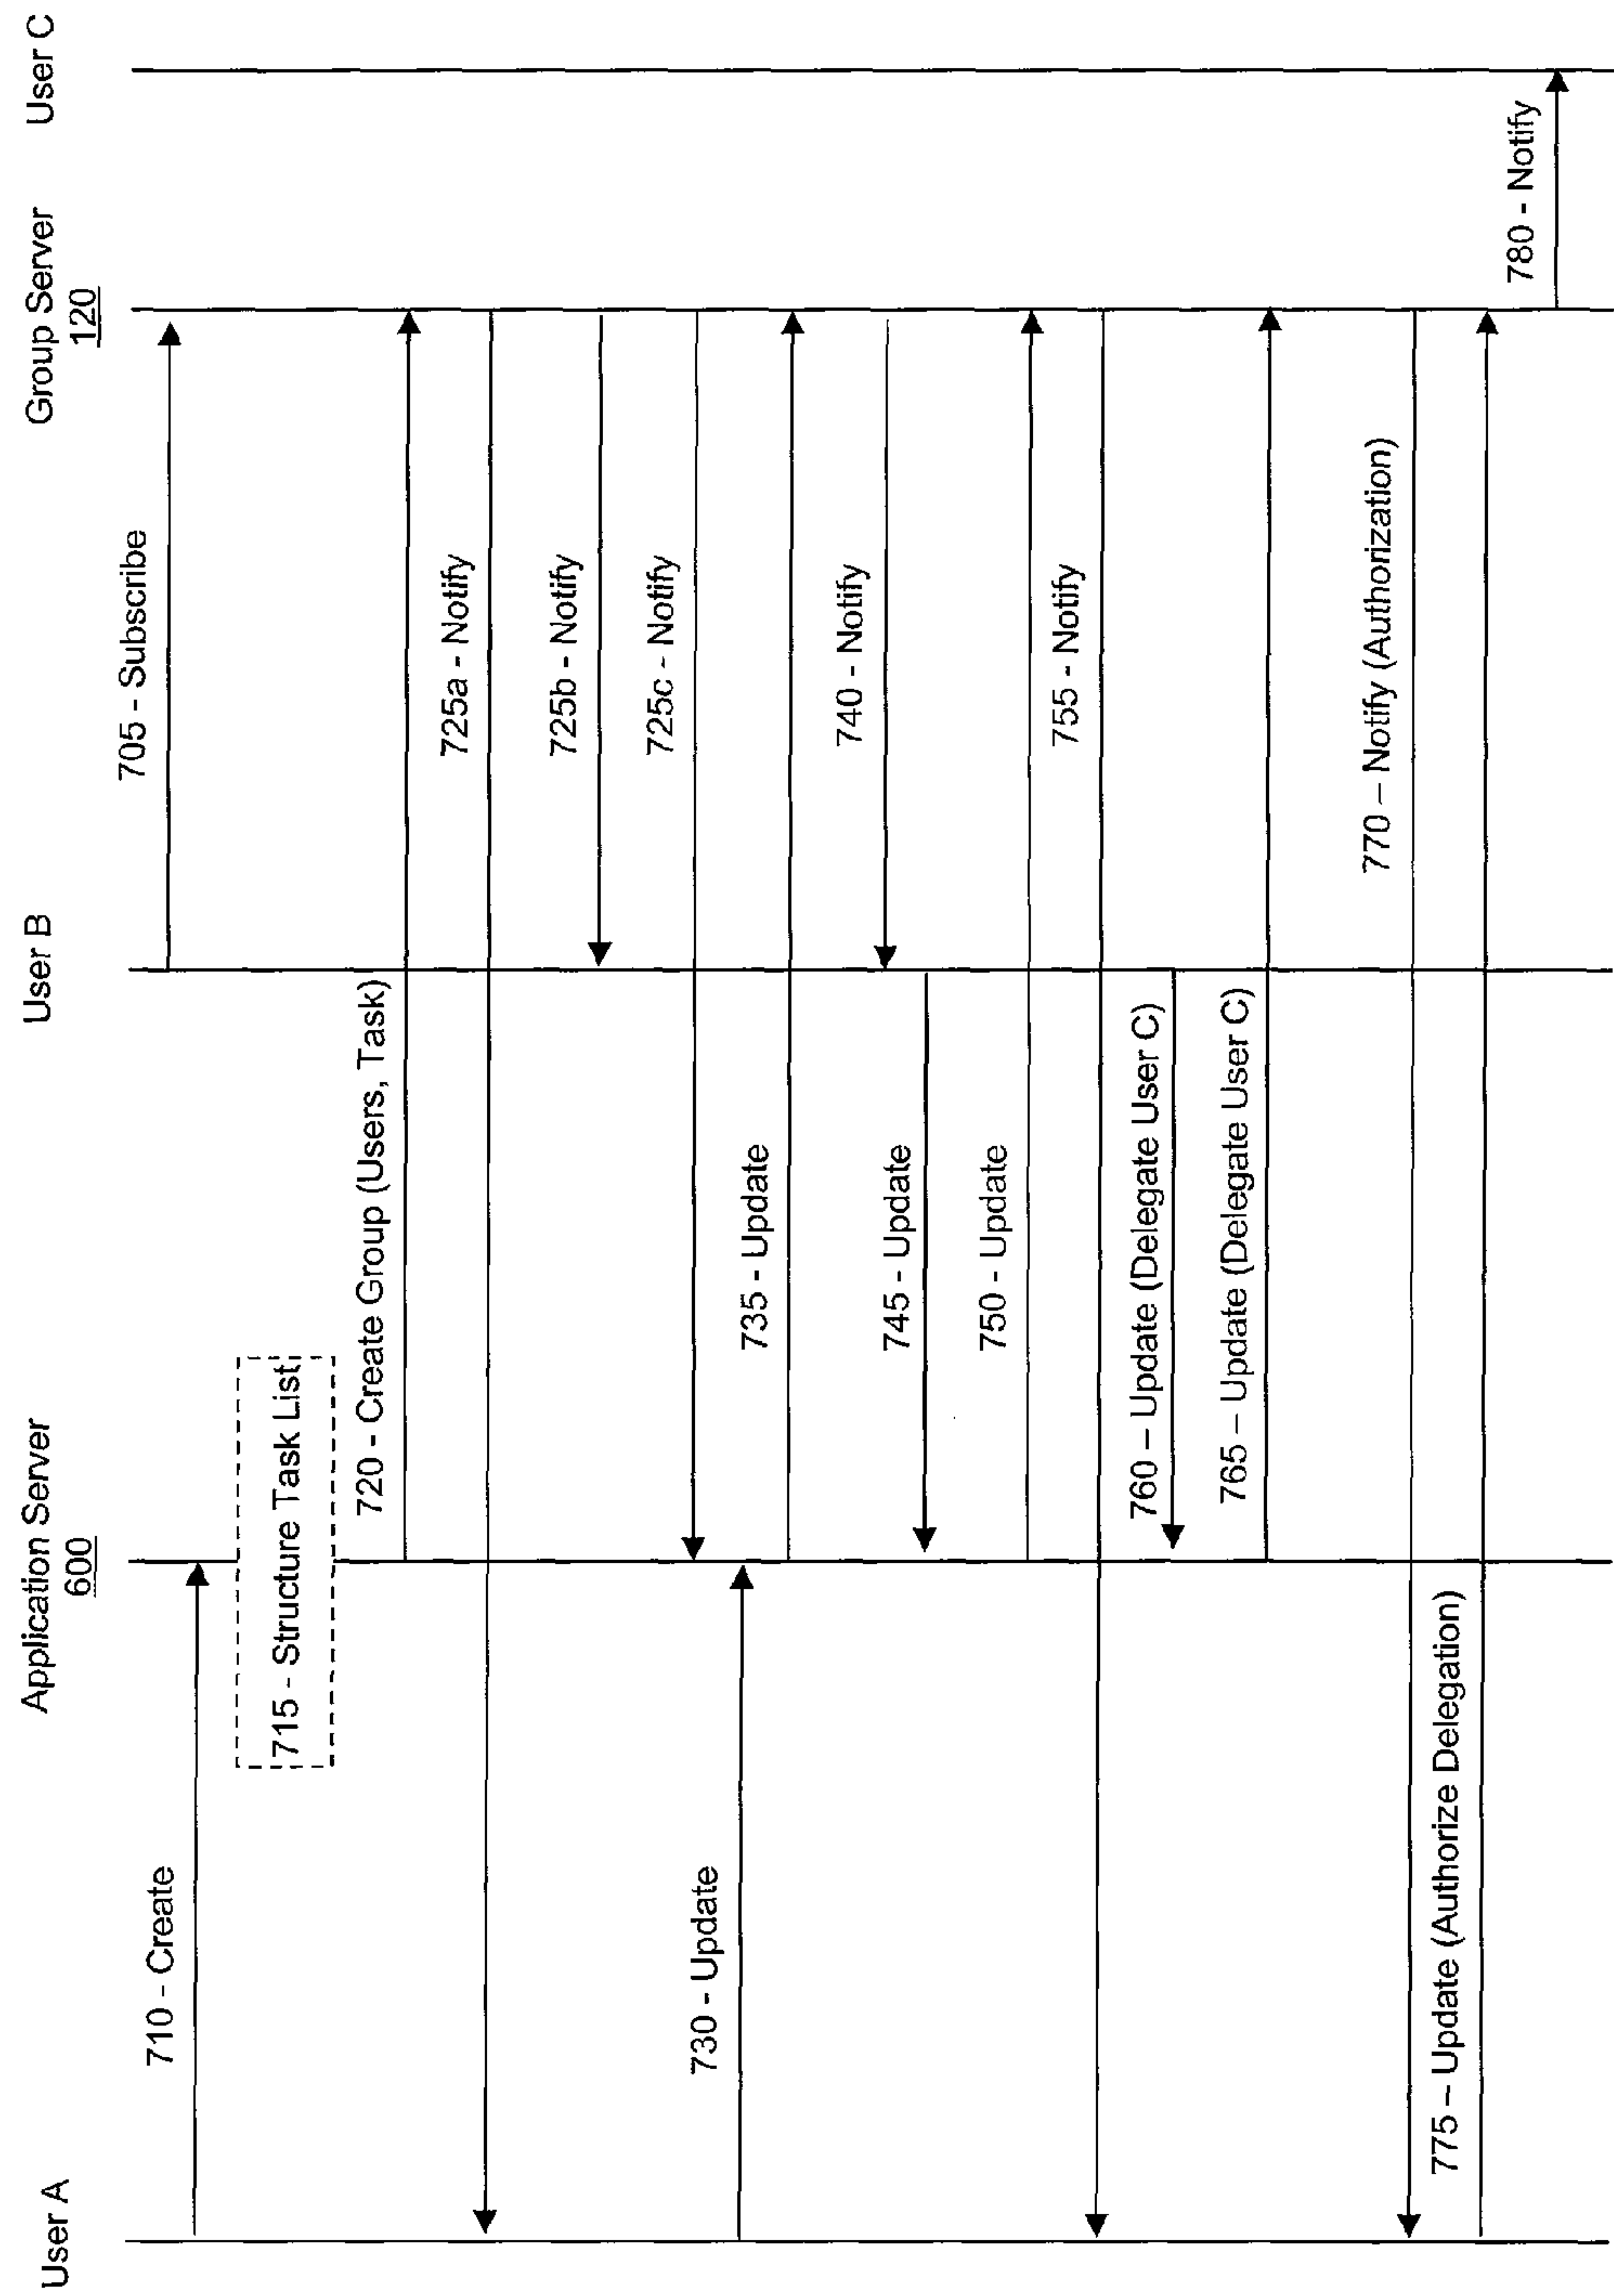 User A
Application Server
600
User B
Group Server
120
User C
705 - Subscribe
710 - Create
715 - Structure Task List
720 - Create Group (Users, Task)
725a - Notify
725b - Notify
725c - Notify
730 - Update
735 - Update
740 - Notify
745 - Update
750 - Update
755 - Notify
760 – Update (Delegate User C)
765 – Update (Delegate User C)
770 – Notify (Authorization)
775 – Update (Authorize Delegation)
780 - Notify